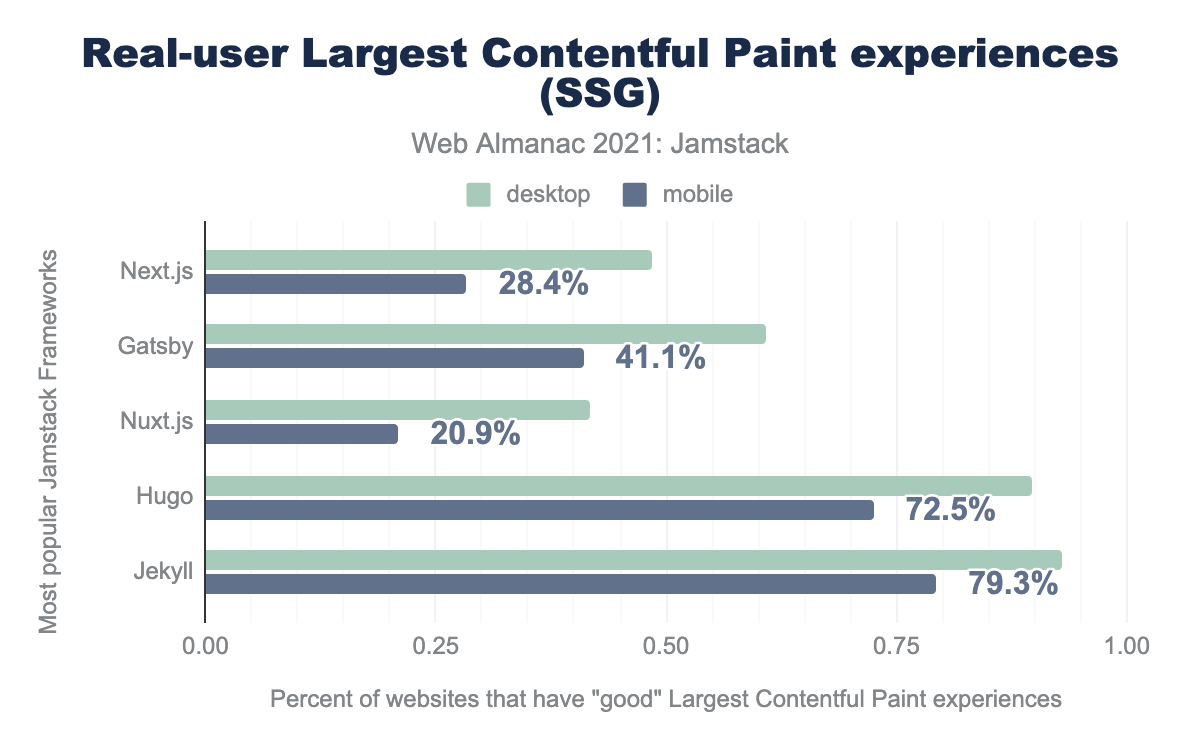 Real-user Largest Contentful Paint experiences
(SSG)
Web Almanac 2021: Jamstack
desktop mobile
Most popular Jamstack Frameworks
Next.js 28.4%
Gatsby 41.1%
Nuxt.js 20.9%
Hugo 72.5%
Jekyll 79.3%
0.00 0.25 0.50 0.75 1.00
Percent of websites that have "good" Largest Contentful Paint experiences